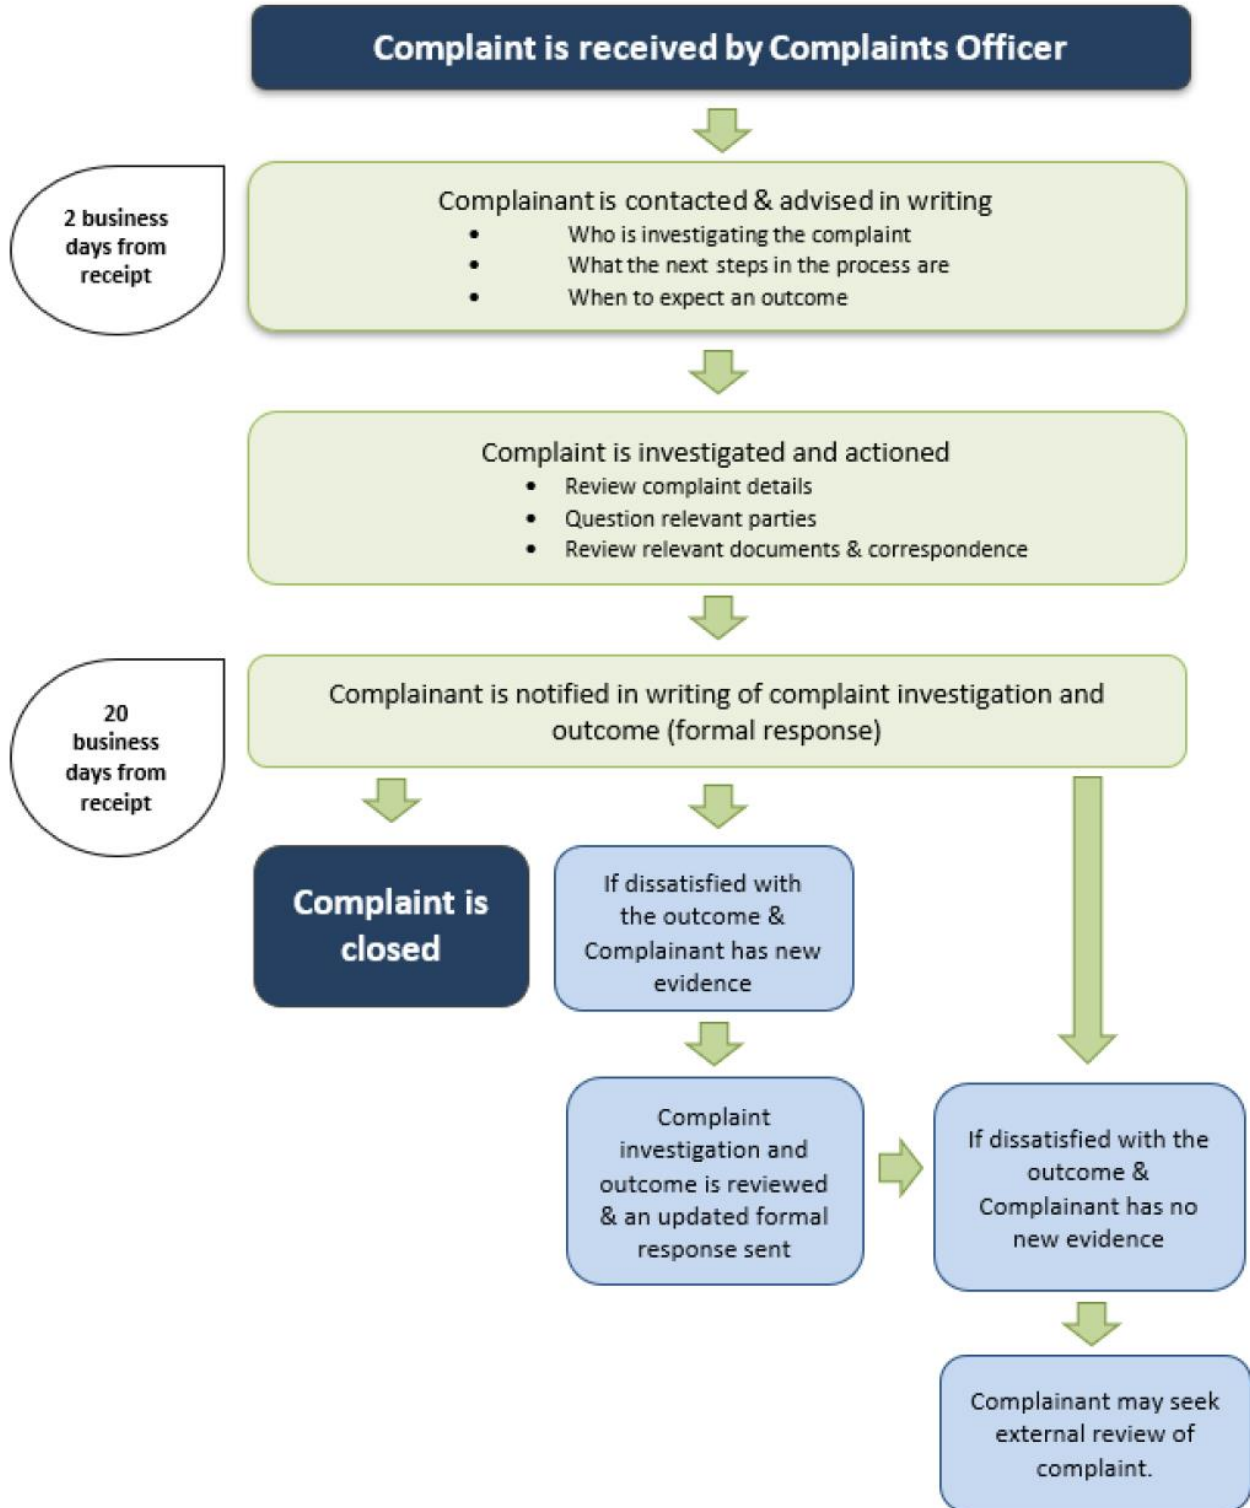 Complaint is received by Complaints Officer
2 business
days from
receipt
Complainant is contacted & advised in writing
• Who is investigating the complaint
• What the next steps in the process are
• When to expect an outcome
Complaint is investigated and actioned
• Review complaint details
• Question relevant parties
• Review relevant documents & correspondence
20
business
days from
receipt
Complainant is notified in writing of complaint investigation and
outcome (formal response)
Complaint is
closed
If dissatisfied with
the outcome &
Complainant has new
evidence
Complaint
investigation and
outcome is reviewed
& an updated formal
response sent
If dissatisfied with the
outcome &
Complainant has no
new evidence
Complainant may seek
external review of
complaint.